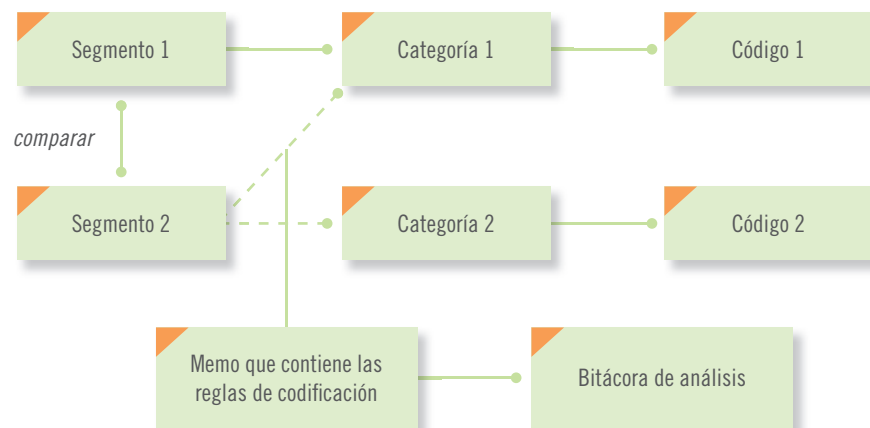 Segmento 1
Categoría 1
Código 1
comparar
Segmento 2
Categoría 2
Código 2
Memo que contiene las
reglas de codificación
Bitácora de análisis